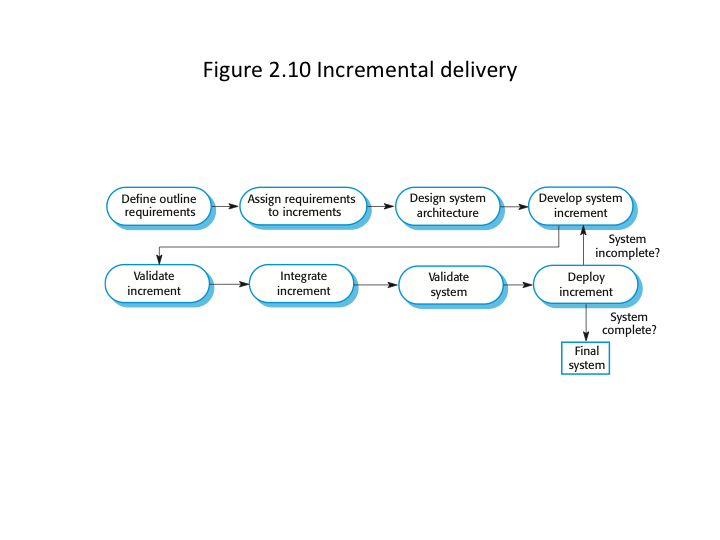 Figure 2.10 Incremental delivery
Define outline
requirements
Assign requirements
to increments
Design system
architecture
Develop system
increment
System
incomplete?
Validate
increment
Integrate
increment
Validate
system
Deploy
increment
System
complete?
Final
system